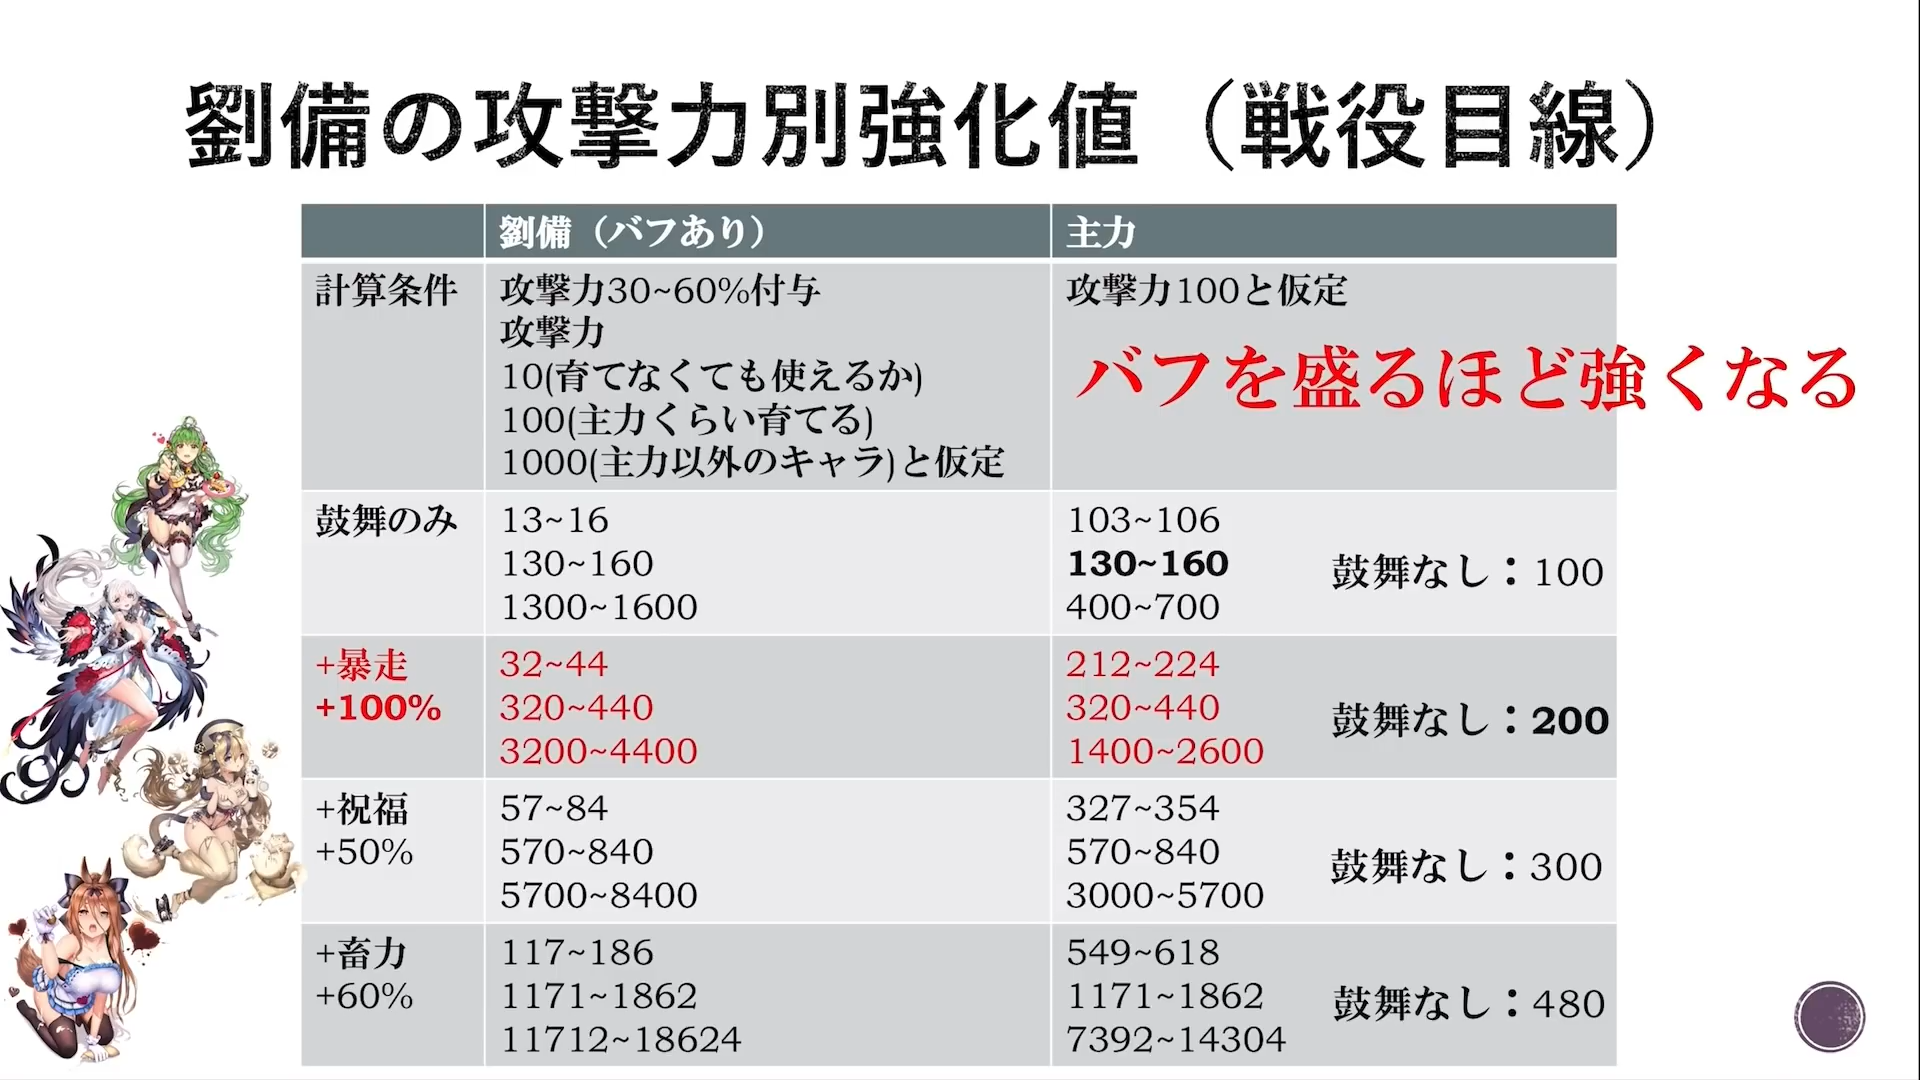 劉備の攻撃力別強化値（戦役目線）
劉備（バフあり）
主力
計算条件
攻撃力30~60%付与
攻撃力
10(育てなくても使えるか)
100(主力くらい育てる)
1000(主力以外のキャラ)と仮定
攻撃力100と仮定
バフを盛るほど強くなる
鼓舞のみ
13~16
130~160
1300~1600
103~106
130~160
400~700
鼓舞なし：100
+暴走
+100%
32~44
320~440
3200~4400
212~224
320~440
1400~2600
鼓舞なし：200
+祝福
+50%
57~84
570~840
5700~8400
327~354
570~840
3000~5700
鼓舞なし：300
+畜力
+60%
117~186
1171~1862
11712~18624
549~618
1171~1862
7392~14304
鼓舞なし：480